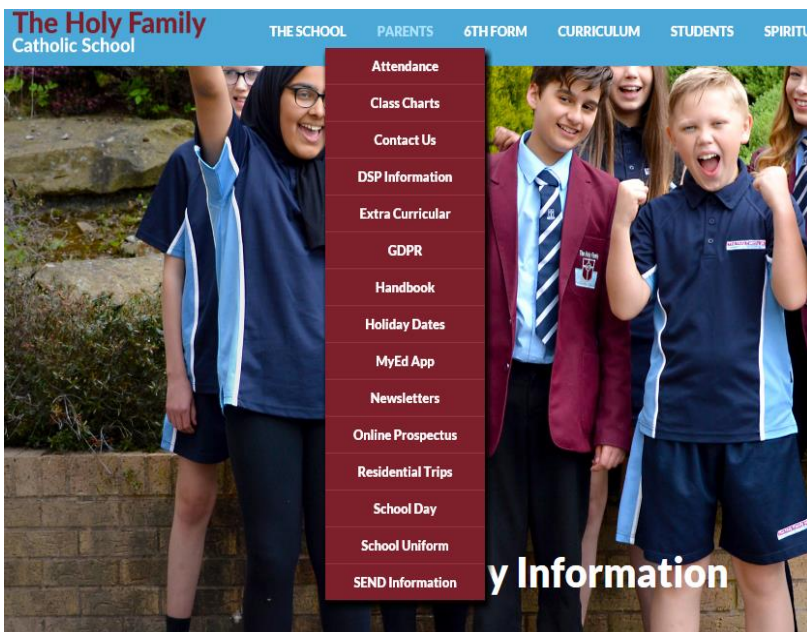 The Holy Family
Catholic School
THE SCHOOL PARENTS 6TH FORM CURRICULUM STUDENTS SPIRITU
Attendance
Class Charts
Contact Us
DSP Information
Extra Curricular
GDPR
Handbook
Holiday Dates
MyEd App
Newsletters
Online Prospectus
Residential Trips
School Day
School Uniform
SEND Information
y Information